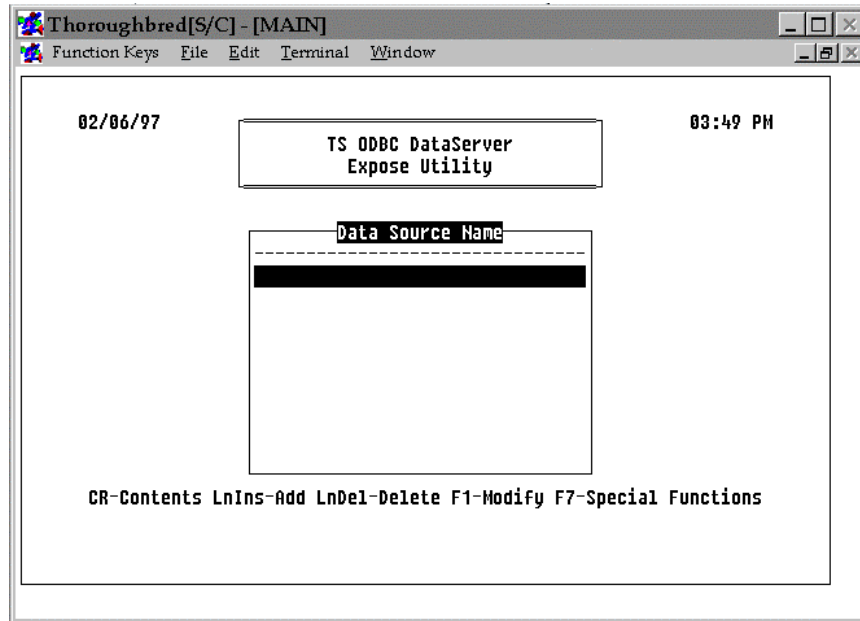 Thoroughbred[S/C] - [MAIN]
Function Keys File Edit Terminal Window
02/06/97 03:49 PM
TS ODBC DataServer
Expose Utility
Data Source Name
CR-Contents LnIns-Add LnDel-Delete F1-Modify F7-Special Functions